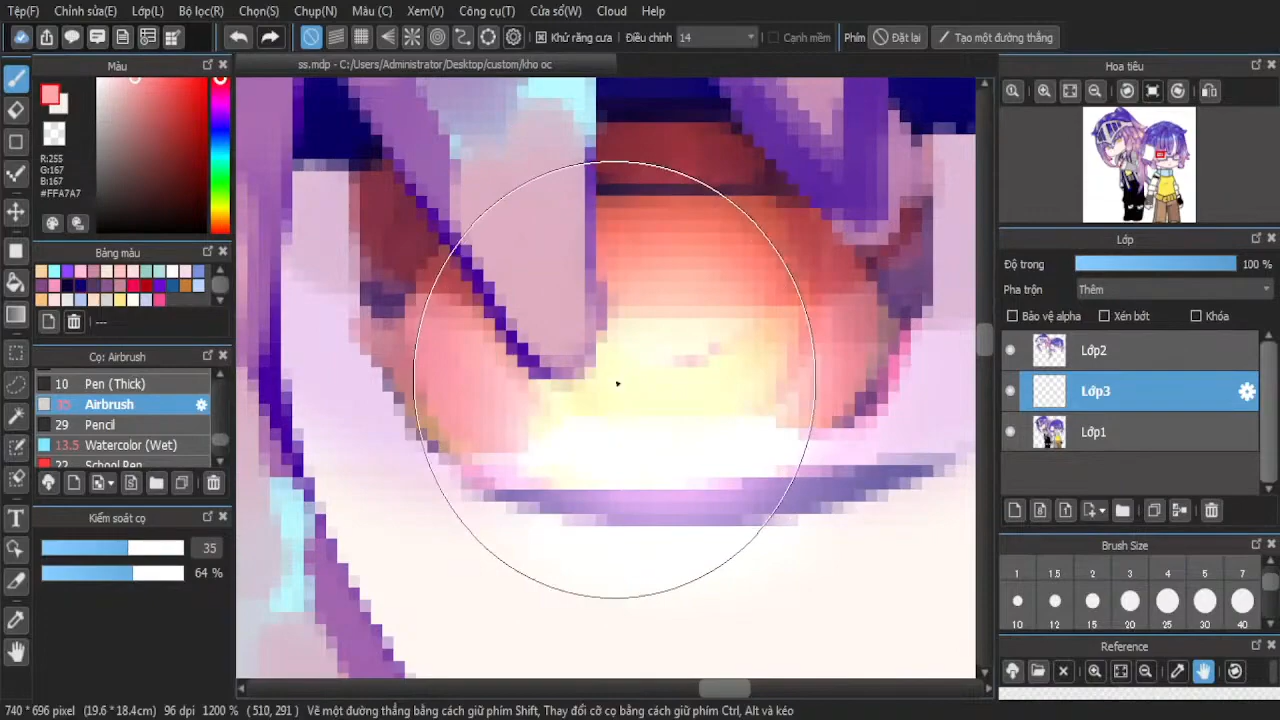 Tệp(F) Chỉnh sửa(E) Lớp(L) Bộ lọc(R) Chọn(S) Chụp(N) Màu (C) Xem(V) Công cụ(T) Cửa sổ(W) Cloud Help
Khử răng cưa Điều chỉnh 14 Cạnh mềm Phím Đặt lại Tạo một đường thẳng
ss.mdp - C:/Users/Administrator/Desktop/custom/kho oc
Màu
R:255
G:167
B:167
#FFA7A7
Bảng màu
---
Cọ: Airbrush
10 Pen (Thick)
35 Airbrush
29 Pencil
13.5 Watercolor (Wet)
22 School Pen
Kiểm soát cọ
35
64 %
T
Hoa tiêu
Lớp
Độ trong 100 %
Pha trộn Thêm
Bảo vệ alpha Xén bớt Khóa
Lớp2
Lớp3
Lớp1
Brush Size
1 1.5 2 3 4 5 7
10 12 15 20 25 30 40
Reference
740 * 696 pixel (19.6 * 18.4cm) 96 dpi 1200 % ( 510, 291 ) Vẽ một đường thẳng bằng cách giữ phím Shift, Thay đổi cỡ cọ bằng cách giữ phím Ctrl, Alt và kéo